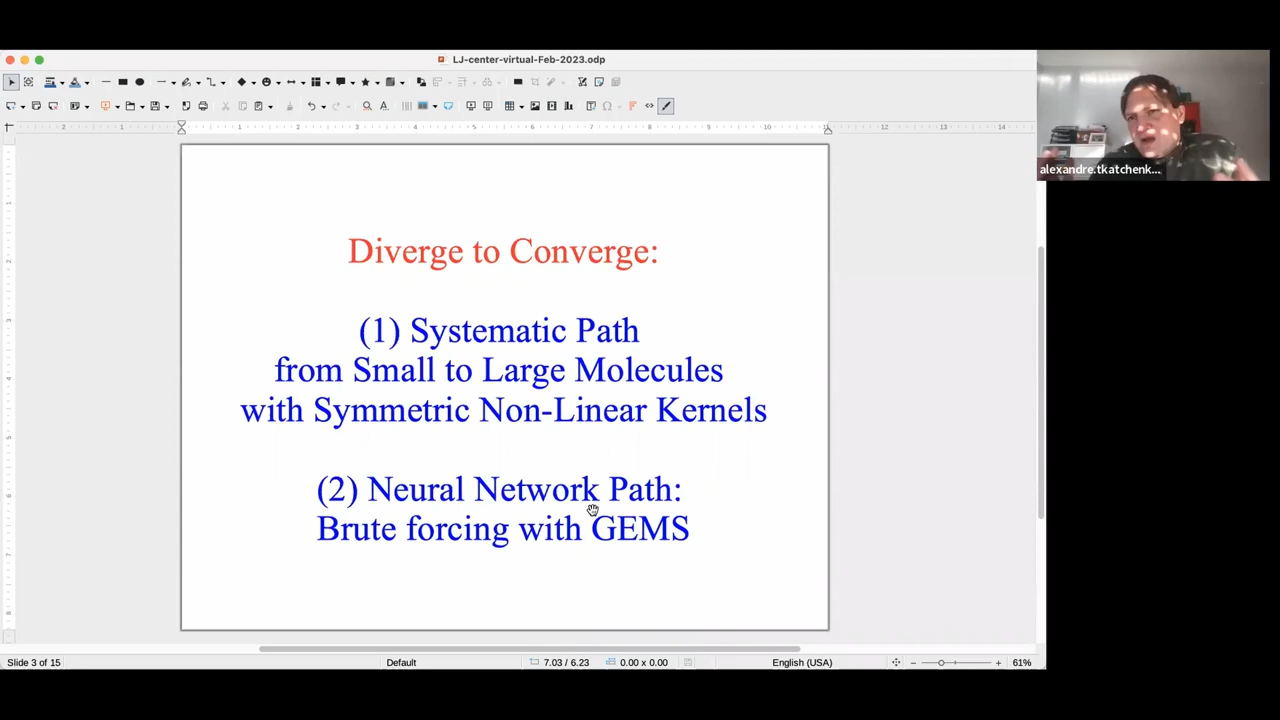 LJ-center-virtual-Feb-2023.odp
alexandre.tkatchenk...
Diverge to Converge:
(1) Systematic Path
from Small to Large Molecules
with Symmetric Non-Linear Kernels
(2) Neural Network Path:
Brute forcing with GEMS
Slide 3 of 15
Default
7.03 / 6.23
0.00 x 0.00
English (USA)
61%